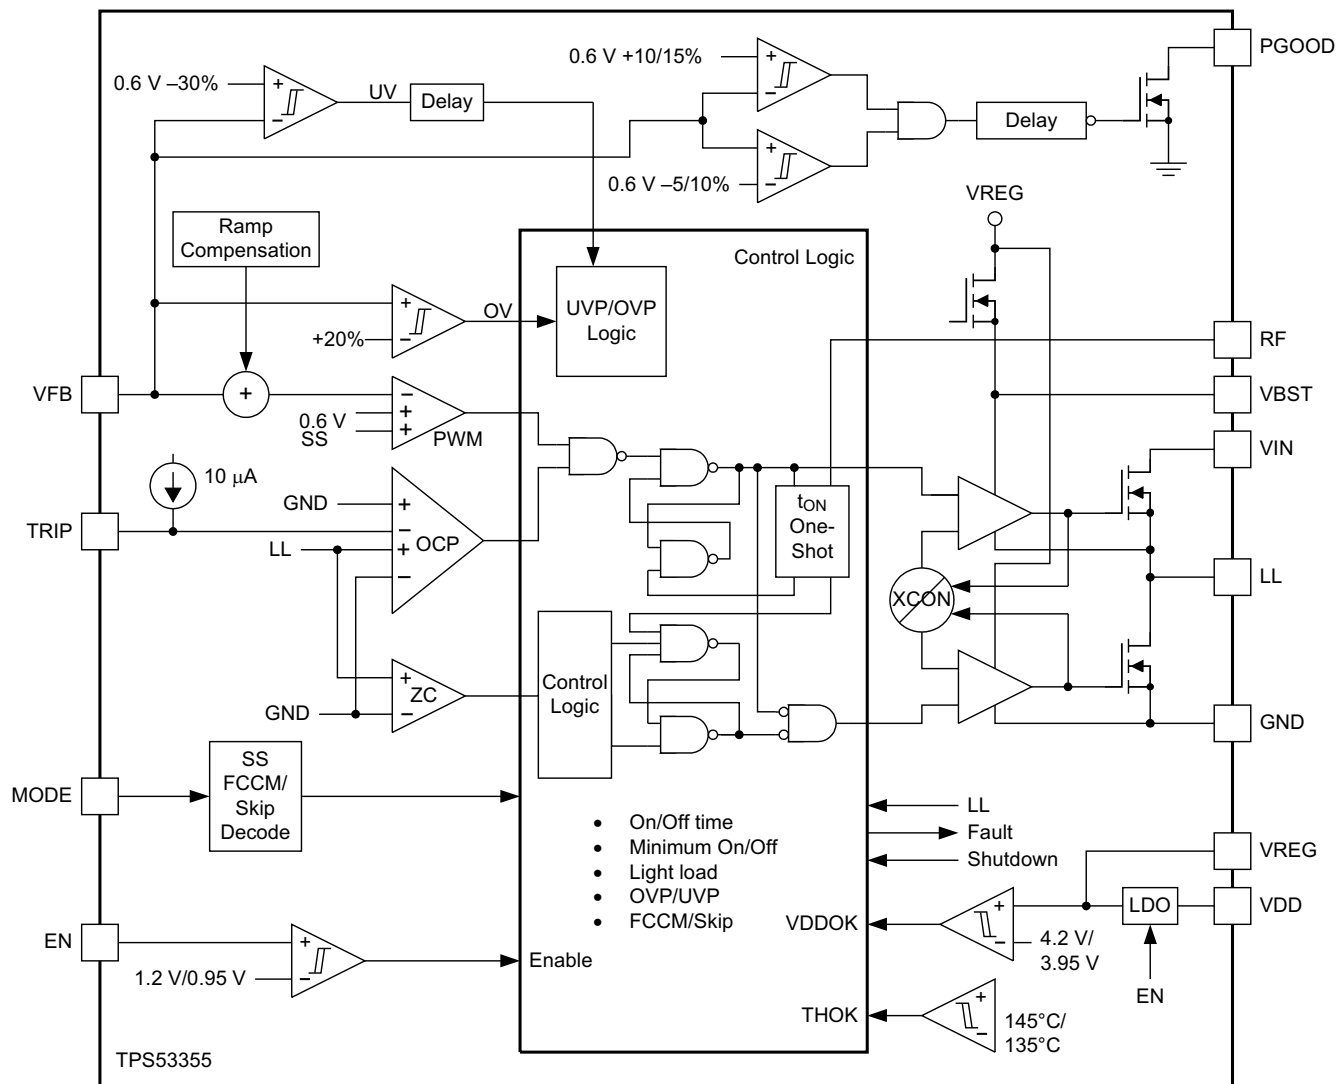 PGOOD
0.6 V +10/15%
0.6 V –30%
+
–
UV
Delay
+
–
Delay
+
–
0.6 V –5/10%
VREG
Ramp
Compensation
Control Logic
UVP/OVP
Logic
+
–
OV
+20%
RF
VFB
+
–
+
+
0.6 V
SS
PWM
VBST
VIN
10 µA
GND
TRIP
+
–
+
–
OCP
LL
tON
One-
Shot
XCON
LL
+
–
ZC
GND
Control
Logic
GND
MODE
SS
FCCM/
Skip
Decode
• On/Off time
• Minimum On/Off
• Light load
• OVP/UVP
• FCCM/Skip
LL
Fault
Shutdown
VREG
VDDOK
+
–
4.2 V/
3.95 V
LDO
VDD
EN
EN
+
–
1.2 V/0.95 V
Enable
THOK
+
–
145°C/
135°C
TPS53355